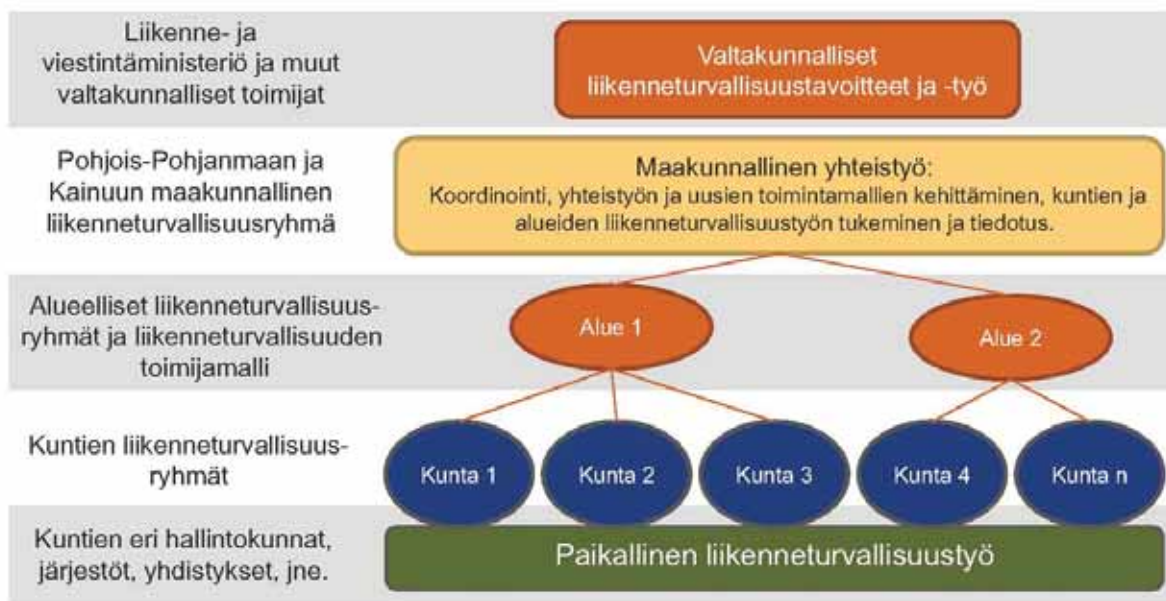 Liikenne- ja
viestintäministeriö ja muut
valtakunnalliset toimijat
Valtakunnalliset
liikenneturvallisuustavoitteet ja -työ
Pohjois-Pohjanmaan ja
Kainuun maakunnallinen
liikenneturvallisuusryhmä
Maakunnallinen yhteistyö:
Koordinointi, yhteistyön ja uusien toimintamallien kehittäminen, kuntien ja
alueiden liikenneturvallisuustyön tukeminen ja tiedotus.
Alueelliset liikenneturvallisuus-
ryhmät ja liikenneturvallisuuden
toimijamalli
Alue 1
Alue 2
Kuntien liikenneturvallisuus-
ryhmät
Kunta 1
Kunta 2
Kunta 3
Kunta 4
Kunta n
Kuntien eri hallintokunnat,
järjestöt, yhdistykset, jne.
Paikallinen liikenneturvallisuustyö